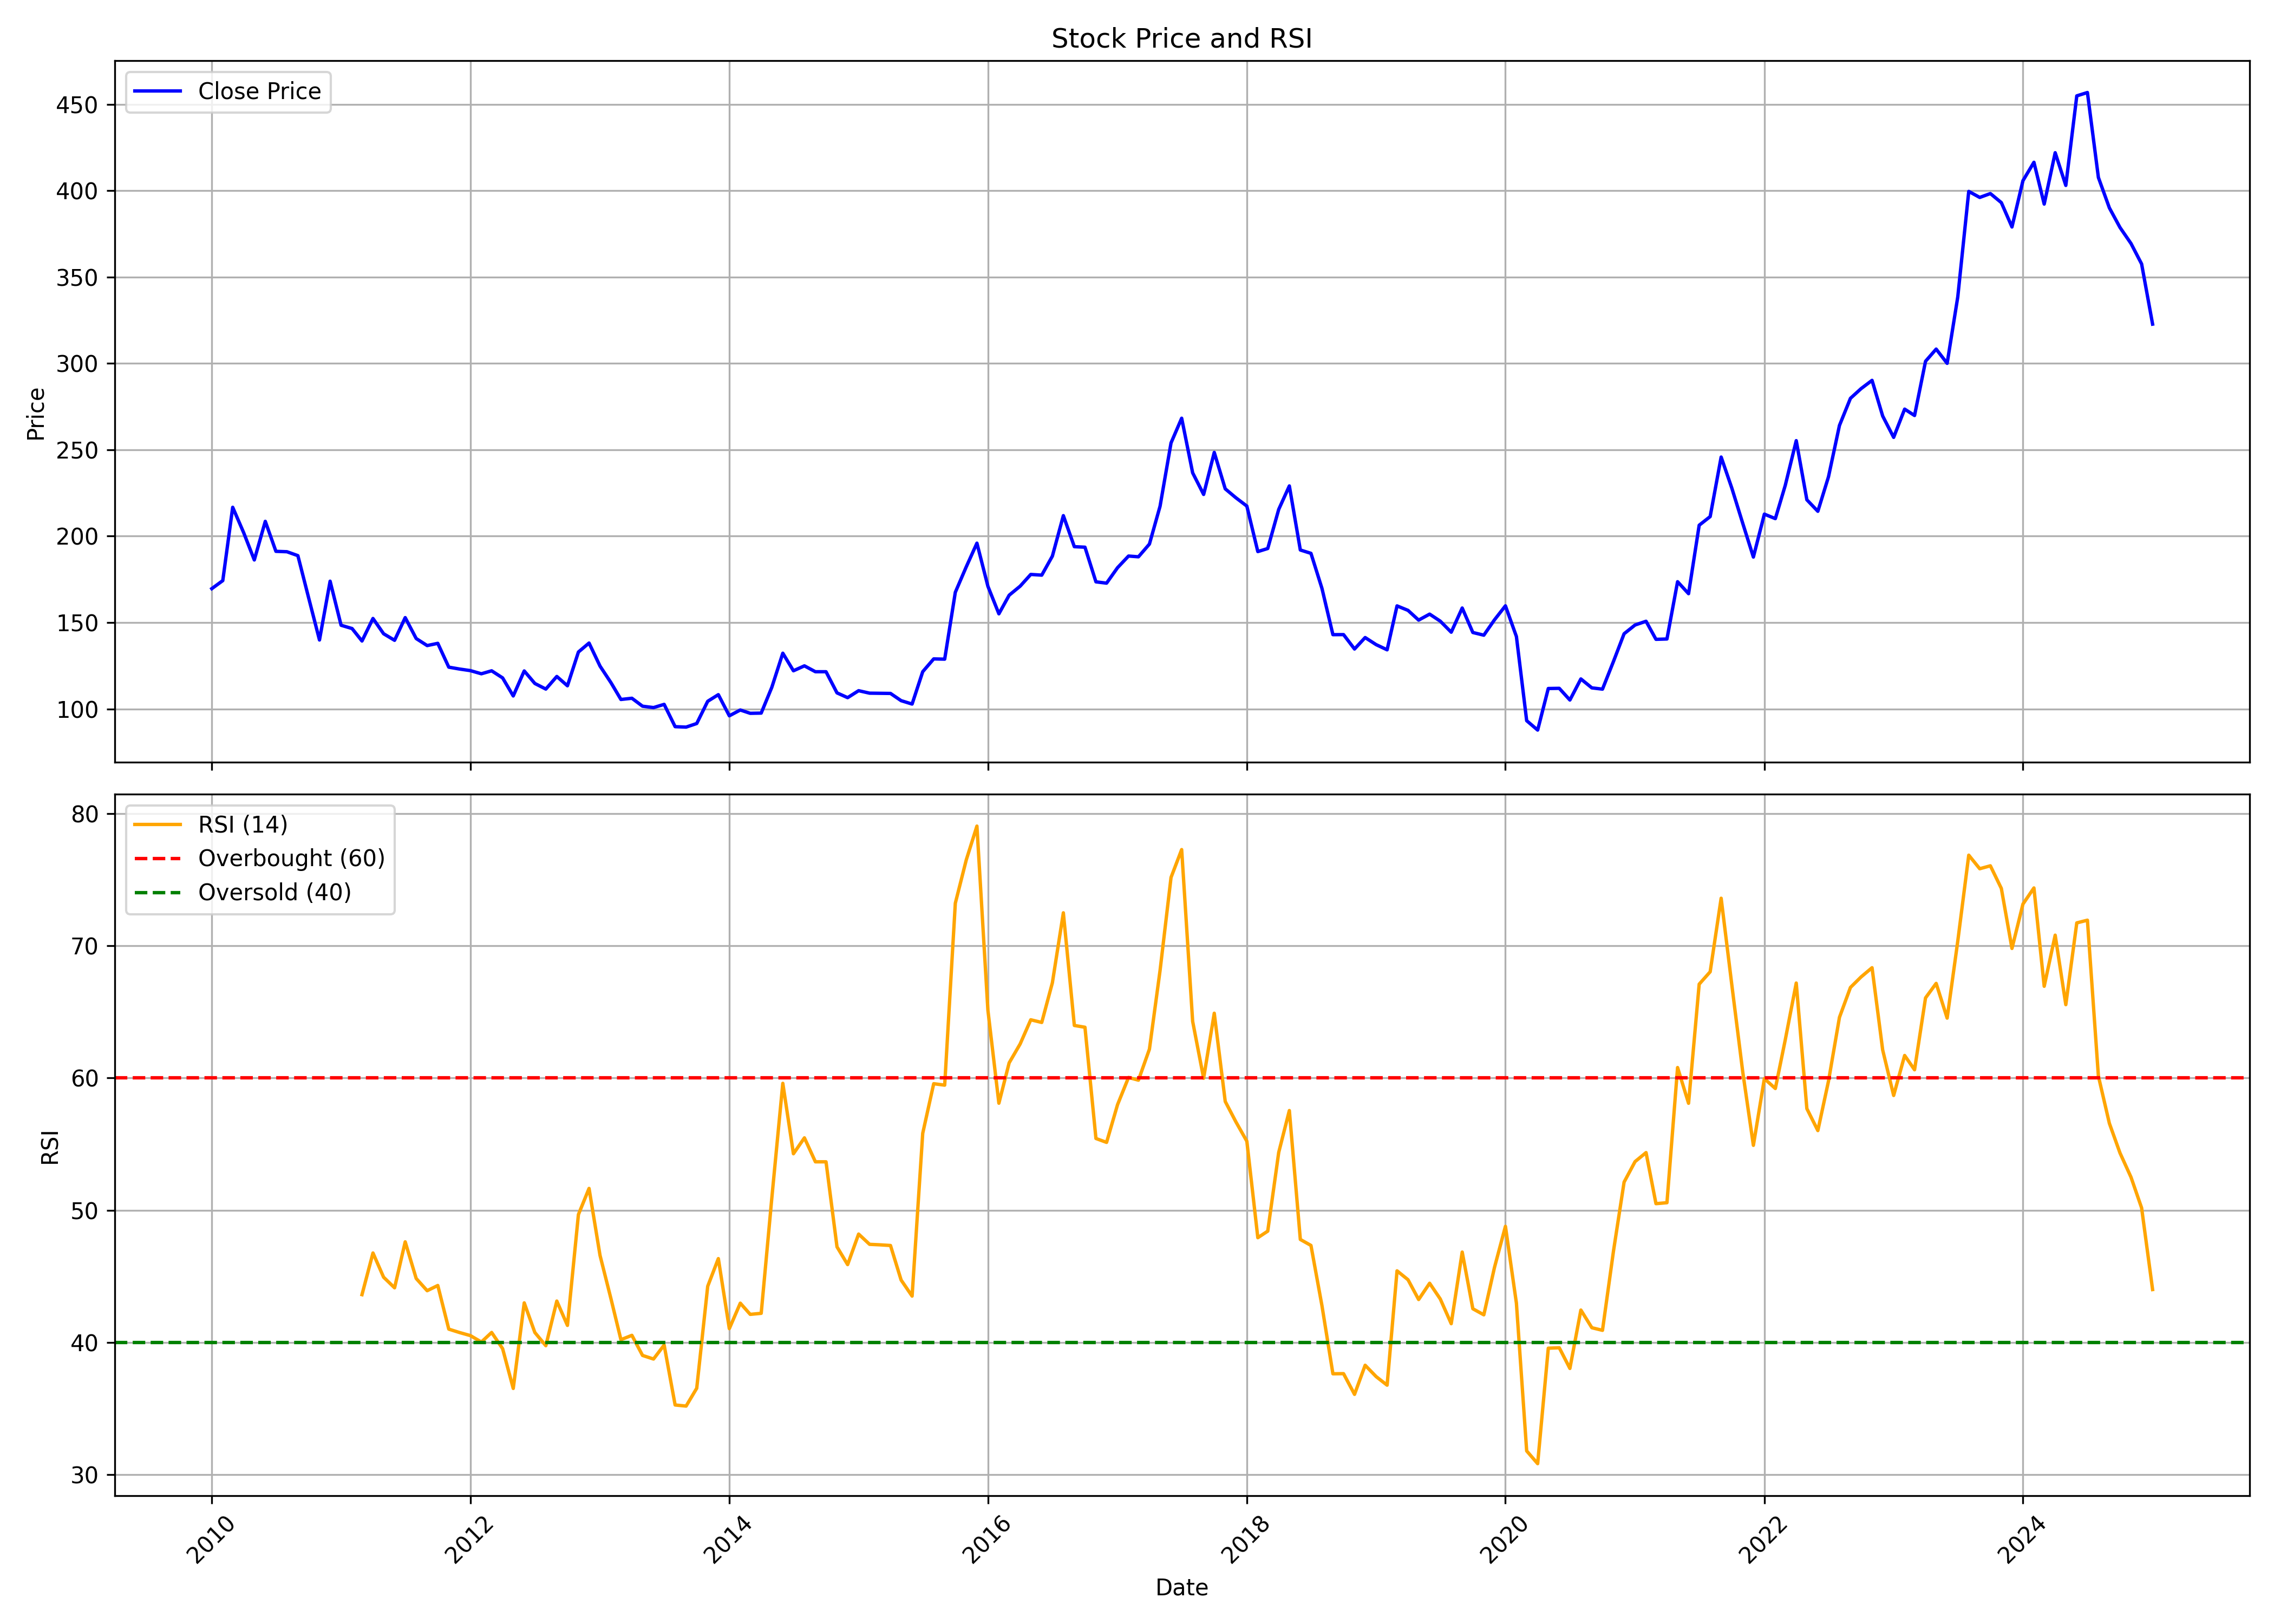 Stock Price and RSI
Close Price
450
400
350
300
250
200
150
100
Price
RSI (14)
Overbought (60)
Oversold (40)
80
70
60
50
40
30
RSI
2010 2012 2014 2016 2018 2020 2022 2024
Date